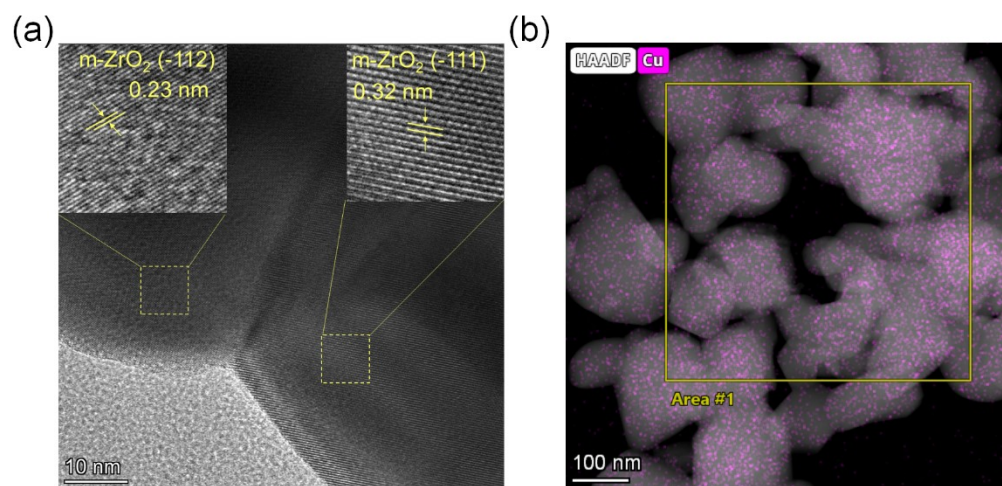 (a)
m-ZrO₂ (-112)
0.23 nm
m-ZrO₂ (-111)
0.32 nm
10 nm
(b)
HAADF Cu
Area #1
100 nm